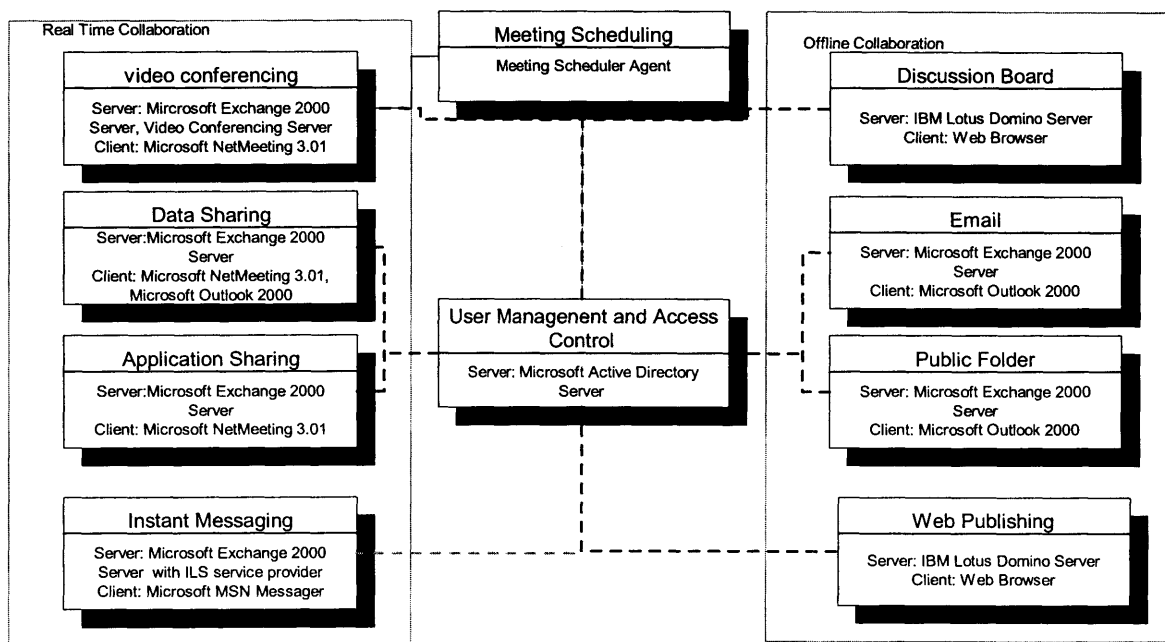 Real Time Collaboration
video conferencing
Server: Mircrosoft Exchange 2000
Server, Video Conferencing Server
Client: Microsoft NetMeeting 3.01
Data Sharing
Server:Microsoft Exchange 2000
Server
Client: Microsoft NetMeeting 3.01,
Microsoft Outlook 2000
Application Sharing
Server:Microsoft Exchange 2000
Server
Client: Microsoft NetMeeting 3.01
Instant Messaging
Server: Microsoft Exchange 2000
Server with ILS service provider
Client: Microsoft MSN Messager
Meeting Scheduling
Meeting Scheduler Agent
User Management and Access
Control
Server: Microsoft Active Directory
Server
Offline Collaboration
Discussion Board
Server: IBM Lotus Domino Server
Client: Web Browser
Email
Server: Microsoft Exchange 2000
Server
Client: Microsoft Outlook 2000
Public Folder
Server: Microsoft Exchange 2000
Server
Client: Microsoft Outlook 2000
Web Publishing
Server: IBM Lotus Domino Server
Client: Web Browser